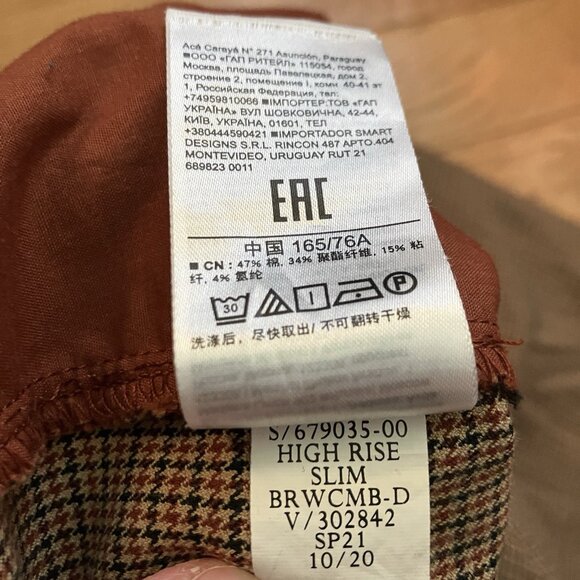 Acá Carayá N° 271 Asunción, Paraguay
■ООО «ГАП РИТЕЙЛ» 115054, город
Москва, площадь Павелецкая, дом 2,
строение 2, помещение I, комн 40-41 эт
1, Российская Федерация, тел:
+74959810066 ■ІМПОРТЕР:ТОВ «ГАП
УКРАЇНА» ВУЛ ШОВКОВИЧНА, 42-44,
КИЇВ, УКРАЇНА, 01601, ТЕЛ:
+380444590421 ■IMPORTADOR SMART
DESIGNS S.R.L. RINCON 487 APTO.404
MONTEVIDEO, URUGUAY RUT 21
689823 0011
EAC
中国 165/76A
■ CN : 47% 棉, 34% 聚酯纤维, 15% 粘
纤, 4% 氨纶
30 P
洗涤后，尽快取出/ 不可翻转干燥
S/679035-00
HIGH RISE
SLIM
BRWCMB-D
V/302842
SP21
10/20